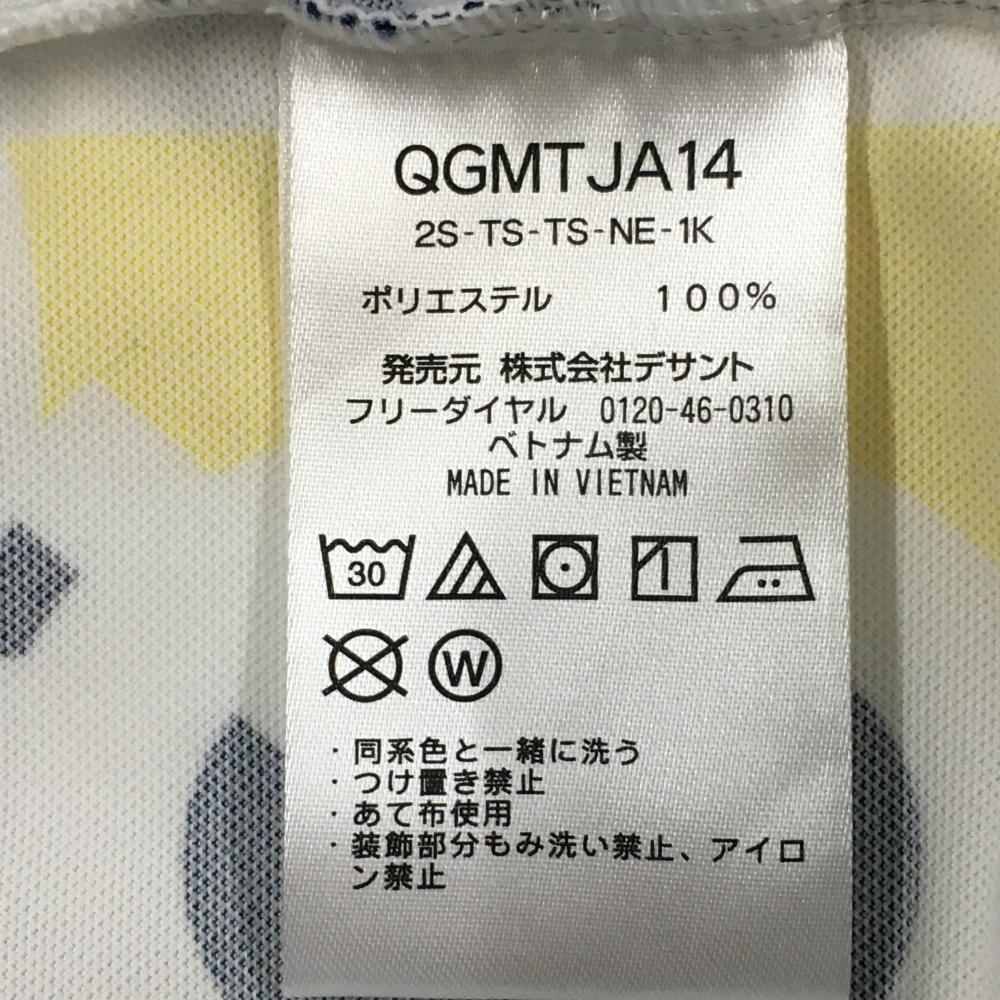 QGMTJA14
2S-TS-TS-NE-1K
ポリエステル 100%
発売元 株式会社デサント
フリーダイヤル 0120-46-0310
ベトナム製
MADE IN VIETNAM
30
W
・同系色と一緒に洗う
・つけ置き禁止
・あて布使用
・装飾部分もみ洗い禁止、アイロ
ン禁止